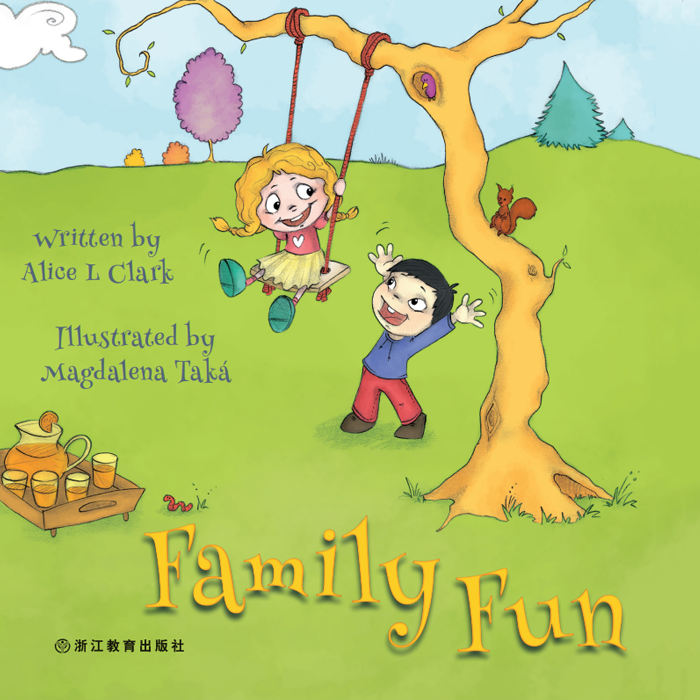 Written by
Alice L Clark
Illustrated by
Magdalena Taká
Family Fun
浙江教育出版社